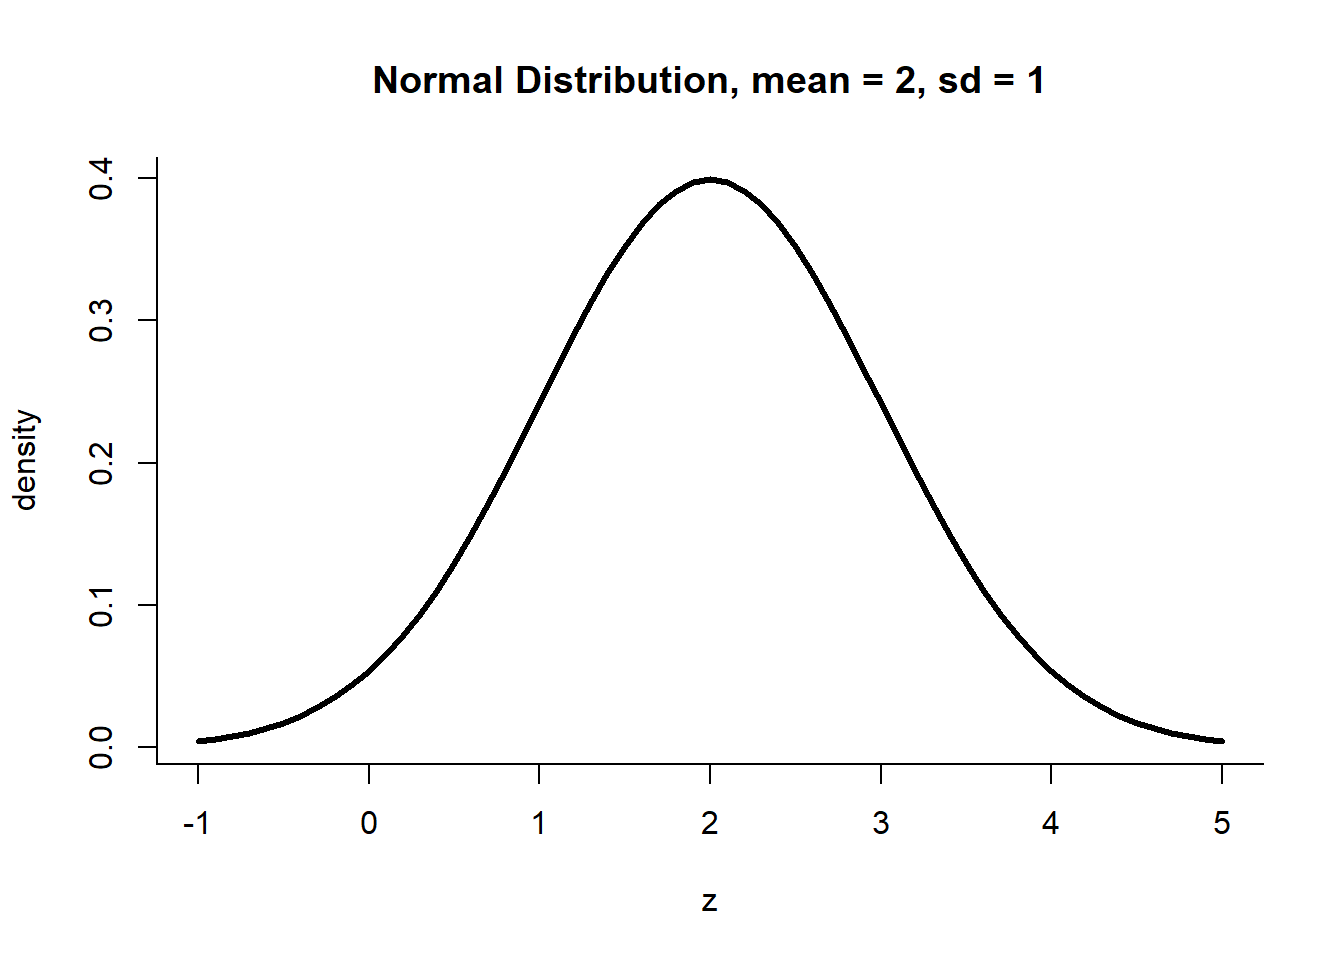 Normal Distribution, mean = 2, sd = 1
0.4
0.3
0.2
0.1
0.0
density
-1 0 1 2 3 4 5
z